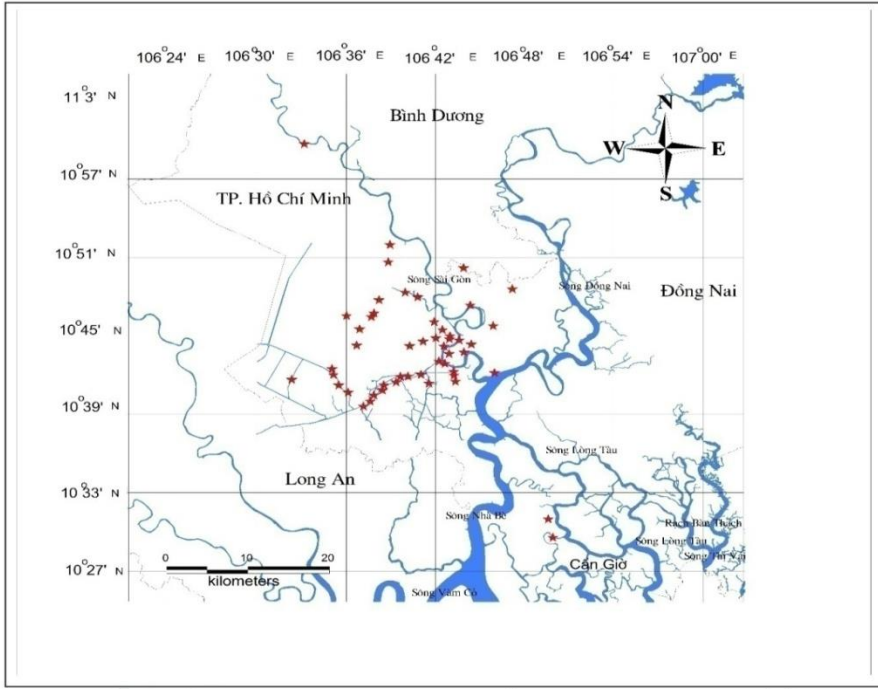 106°24' E 106°30' E 106°36' E 106°42' E 106°48' E 106°54' E 107°00' E
11°3' N
N
Bình Dương
W E
10°57' N
S
TP. Hồ Chí Minh
10°51' N
Sông Sài Gòn
Sông Đồng Nai
Đồng Nai
10°45' N
10°39' N
Sông Lòng Tàu
Long An
10°33' N
Sông Nhà Bè
Sông Lòng Tàu
Cần Giờ
0 10 20
10°27' N
kilometers
Sông Vàm Cỏ